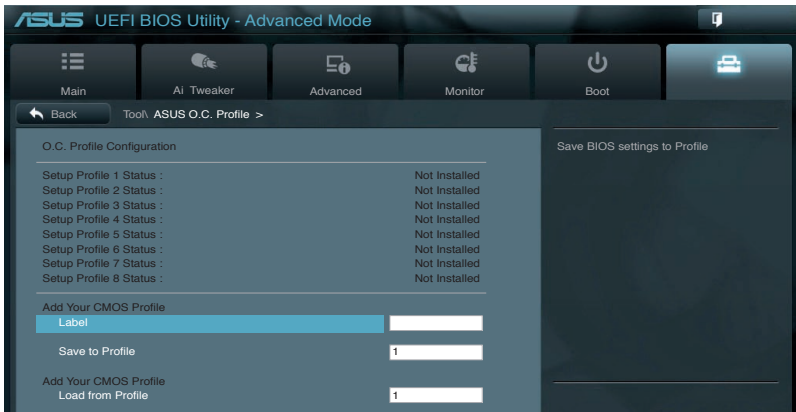 ASUS UEFI BIOS Utility - Advanced Mode
Main Ai Tweaker Advanced Monitor Boot
Back Tool\ ASUS O.C. Profile >
O.C. Profile Configuration
Save BIOS settings to Profile
Setup Profile 1 Status : Not Installed
Setup Profile 2 Status : Not Installed
Setup Profile 3 Status : Not Installed
Setup Profile 4 Status : Not Installed
Setup Profile 5 Status : Not Installed
Setup Profile 6 Status : Not Installed
Setup Profile 7 Status : Not Installed
Setup Profile 8 Status : Not Installed
Add Your CMOS Profile
Label
Save to Profile 1
Add Your CMOS Profile
Load from Profile 1